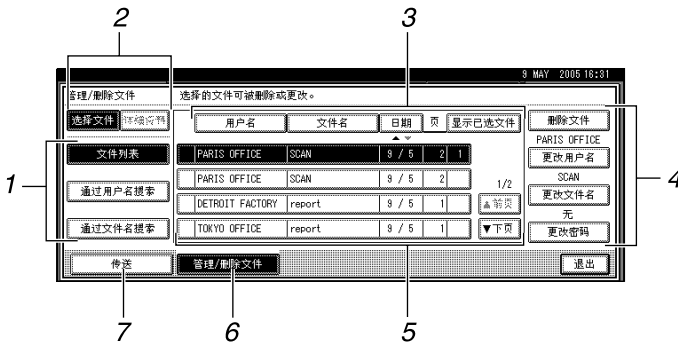 2
3
9 MAY 2005 16:31
管理/删除文件 选择的文件可被删除或更改。
选择文件 详细资料 用户名 文件名 日期 页 显示已选文件 删除文件
PARIS OFFICE
文件列表 PARIS OFFICE SCAN 9 / 5 2 1 更改用户名
1
PARIS OFFICE SCAN 9 / 5 2 1/2 SCAN
4
通过用户名搜索 DETROIT FACTORY report 9 / 5 1 ▲前页 更改文件名
无
通过文件名搜索 TOKYO OFFICE report 9 / 5 1 ▼下页 更改密码
传送 管理/删除文件 退出
7 6 5